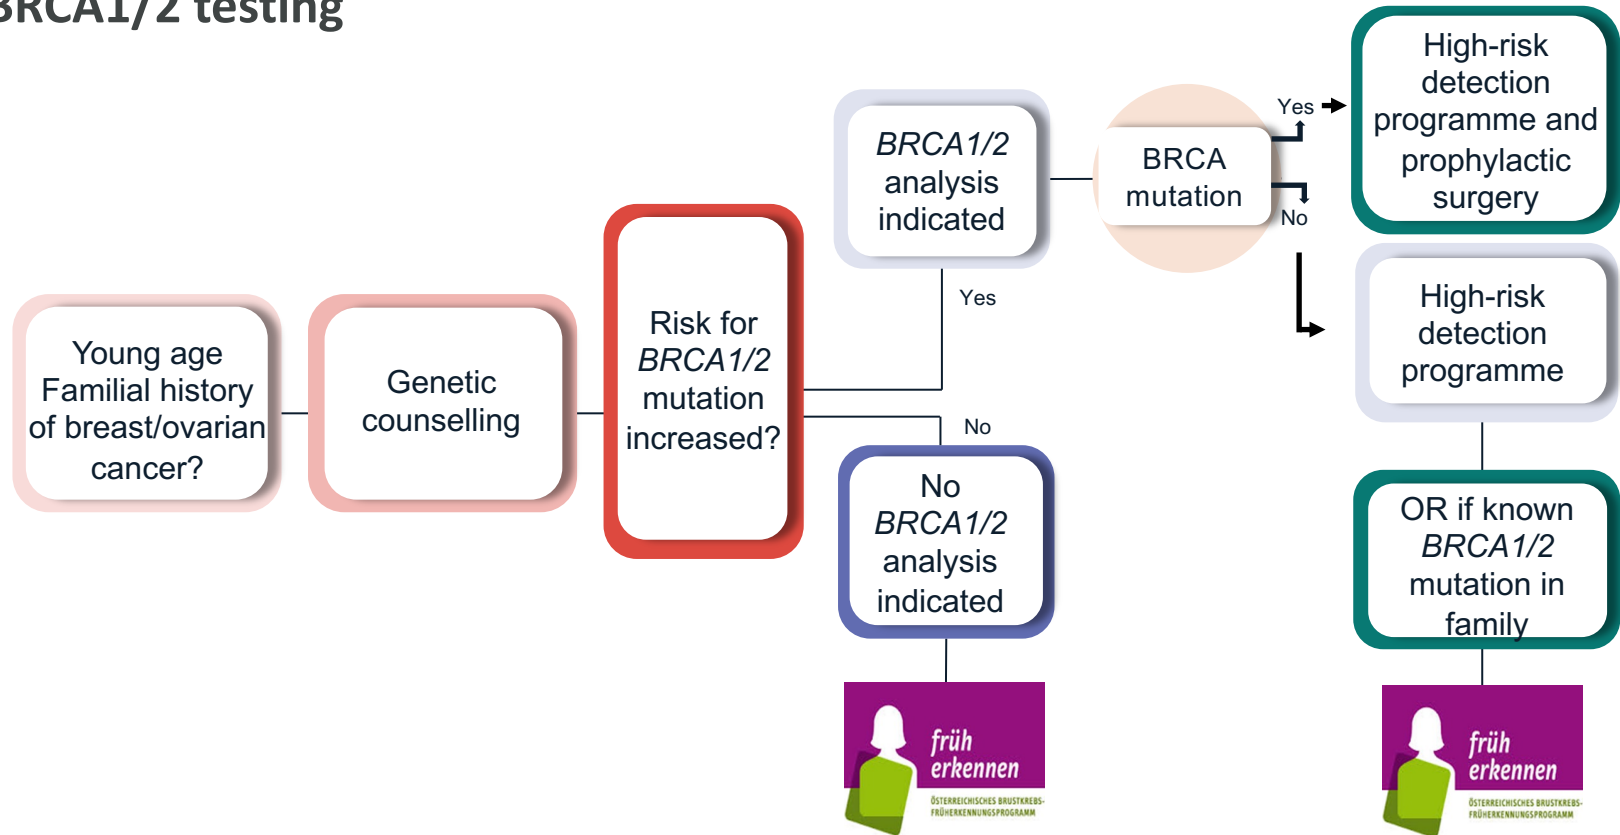 BRCA1/2 testing
Young age
Familial history
of breast/ovarian
cancer?
Genetic
counselling
Risk for
BRCA1/2
mutation
increased?
Yes
BRCA1/2
analysis
indicated
No
No
BRCA1/2
analysis
indicated
früh
erkennen
ÖSTERREICHISCHES BRUSTKREBS-
FRÜHERKENNUNGSPROGRAMM
BRCA
mutation
Yes
High-risk
detection
programme and
prophylactic
surgery
No
High-risk
detection
programme
OR if known
BRCA1/2
mutation in
family
früh
erkennen
ÖSTERREICHISCHES BRUSTKREBS-
FRÜHERKENNUNGSPROGRAMM